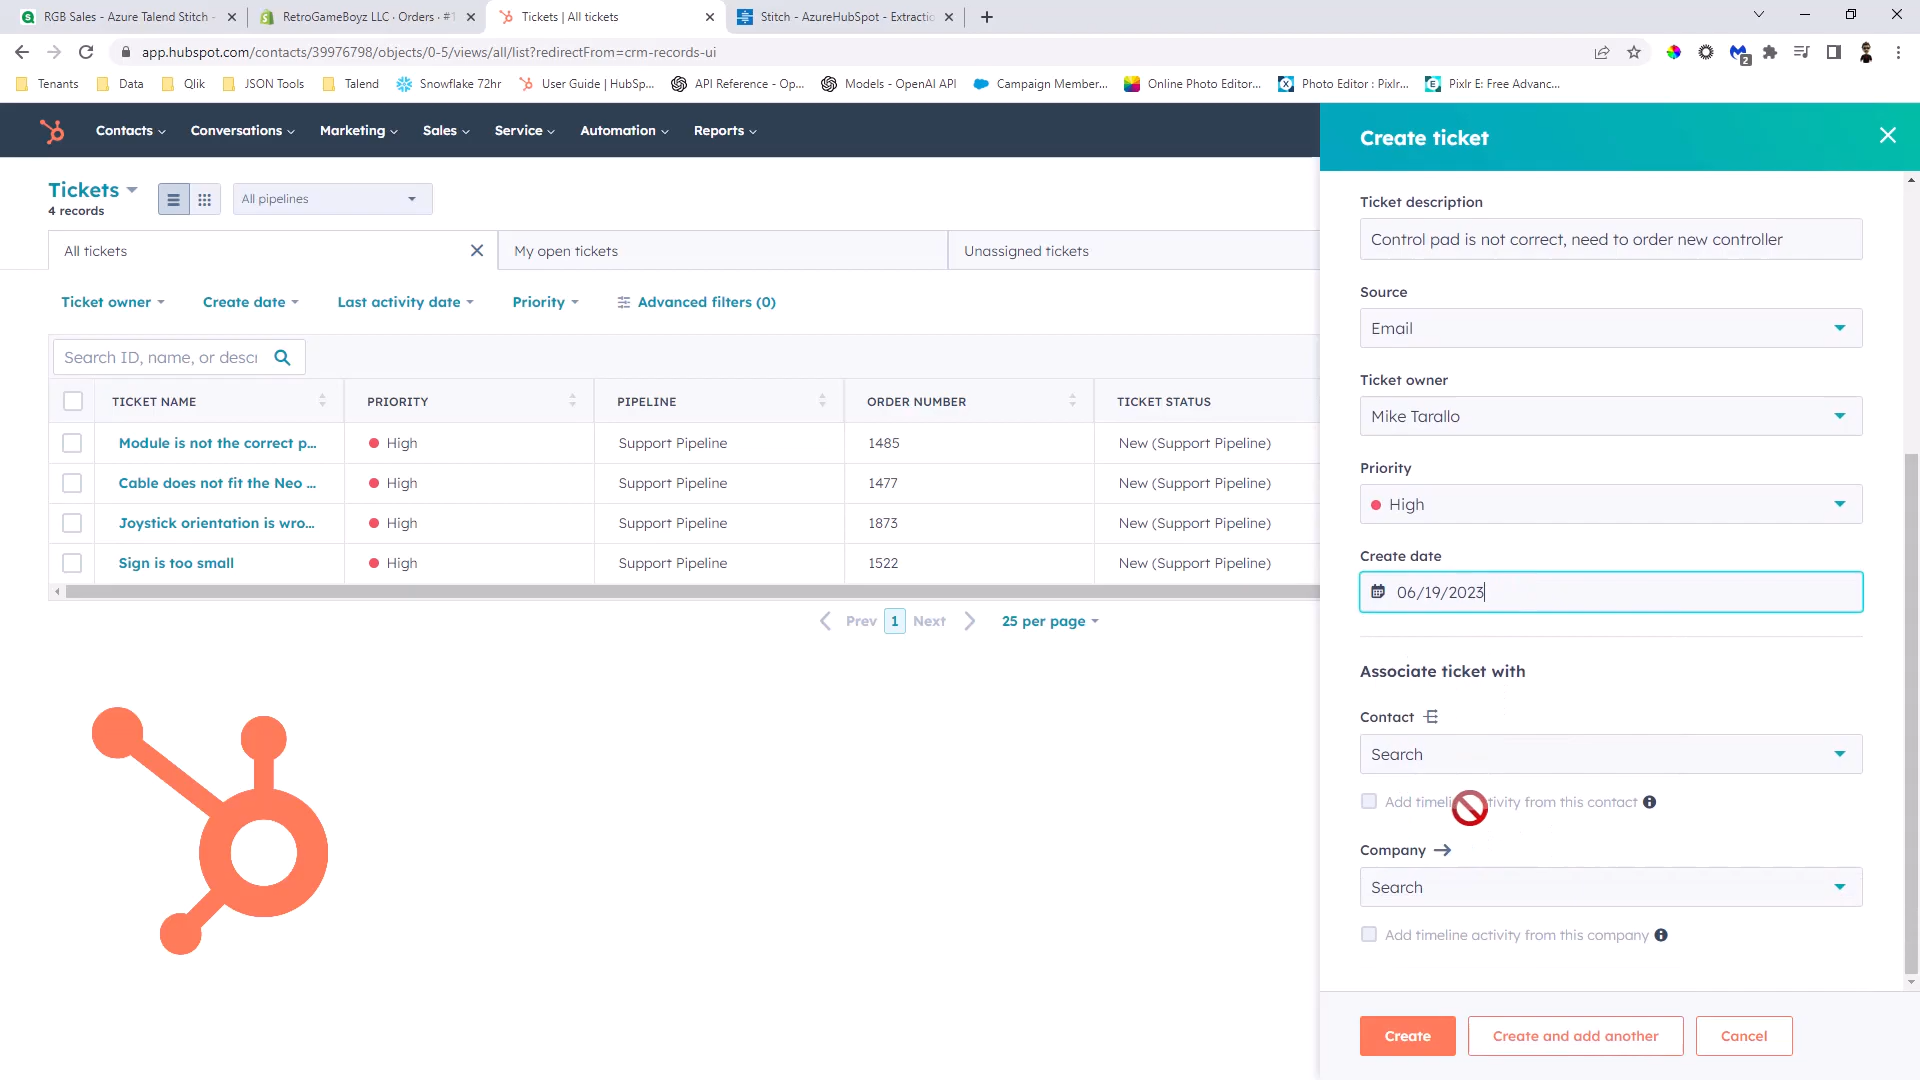 RGB Sales - Azure Talend Stitch -
RetroGameBoyz LLC · Orders · #1
Tickets | All tickets
Stitch - AzureHubSpot - Extractio
app.hubspot.com/contacts/39976798/objects/0-5/views/all/list?redirectFrom=crm-records-ui
2
Tenants Data Qlik JSON Tools Talend Snowflake 72hr User Guide | HubSp... API Reference - Op... Models - OpenAI API Campaign Member... Online Photo Editor... Photo Editor : Pixlr... Pixlr E: Free Advanc...
Contacts Conversations Marketing Sales Service Automation Reports
Tickets
4 records
All pipelines
All tickets My open tickets Unassigned tickets
Ticket owner Create date Last activity date Priority Advanced filters (0)
Search ID, name, or descr
TICKET NAME PRIORITY PIPELINE ORDER NUMBER TICKET STATUS
Module is not the correct p... High Support Pipeline 1485 New (Support Pipeline)
Cable does not fit the Neo ... High Support Pipeline 1477 New (Support Pipeline)
Joystick orientation is wro... High Support Pipeline 1873 New (Support Pipeline)
Sign is too small High Support Pipeline 1522 New (Support Pipeline)
Prev 1 Next 25 per page
Create ticket
Ticket description
Control pad is not correct, need to order new controller
Source
Email
Ticket owner
Mike Tarallo
Priority
High
Create date
06/19/2023
Associate ticket with
Contact
Search
Add timeli tivity from this contact
Company
Search
Add timeline activity from this company
Create Create and add another Cancel